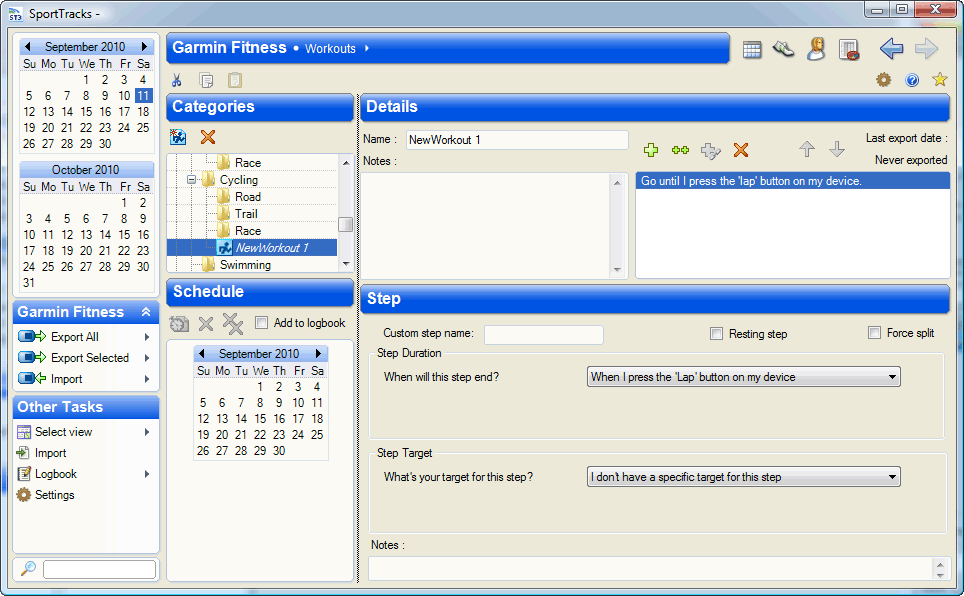 ST3 SportTracks -
September 2010
Su Mo Tu We Th Fr Sa
1 2 3 4
5 6 7 8 9 10 11
12 13 14 15 16 17 18
19 20 21 22 23 24 25
26 27 28 29 30
October 2010
Su Mo Tu We Th Fr Sa
1 2
3 4 5 6 7 8 9
10 11 12 13 14 15 16
17 18 19 20 21 22 23
24 25 26 27 28 29 30
31
Garmin Fitness
Export All
Export Selected
Import
Other Tasks
Select view
Import
Logbook
Settings
Garmin Fitness • Workouts
Categories
Race
Cycling
Road
Trail
Race
NewWorkout 1
Swimming
Schedule
Add to logbook
September 2010
Su Mo Tu We Th Fr Sa
1 2 3 4
5 6 7 8 9 10 11
12 13 14 15 16 17 18
19 20 21 22 23 24 25
26 27 28 29 30
Details
Name : NewWorkout 1
Notes :
Last export date :
Never exported
Go until I press the 'lap' button on my device.
Step
Custom step name:
Resting step
Force split
Step Duration
When will this step end? When I press the 'Lap' button on my device
Step Target
What's your target for this step? I don't have a specific target for this step
Notes :